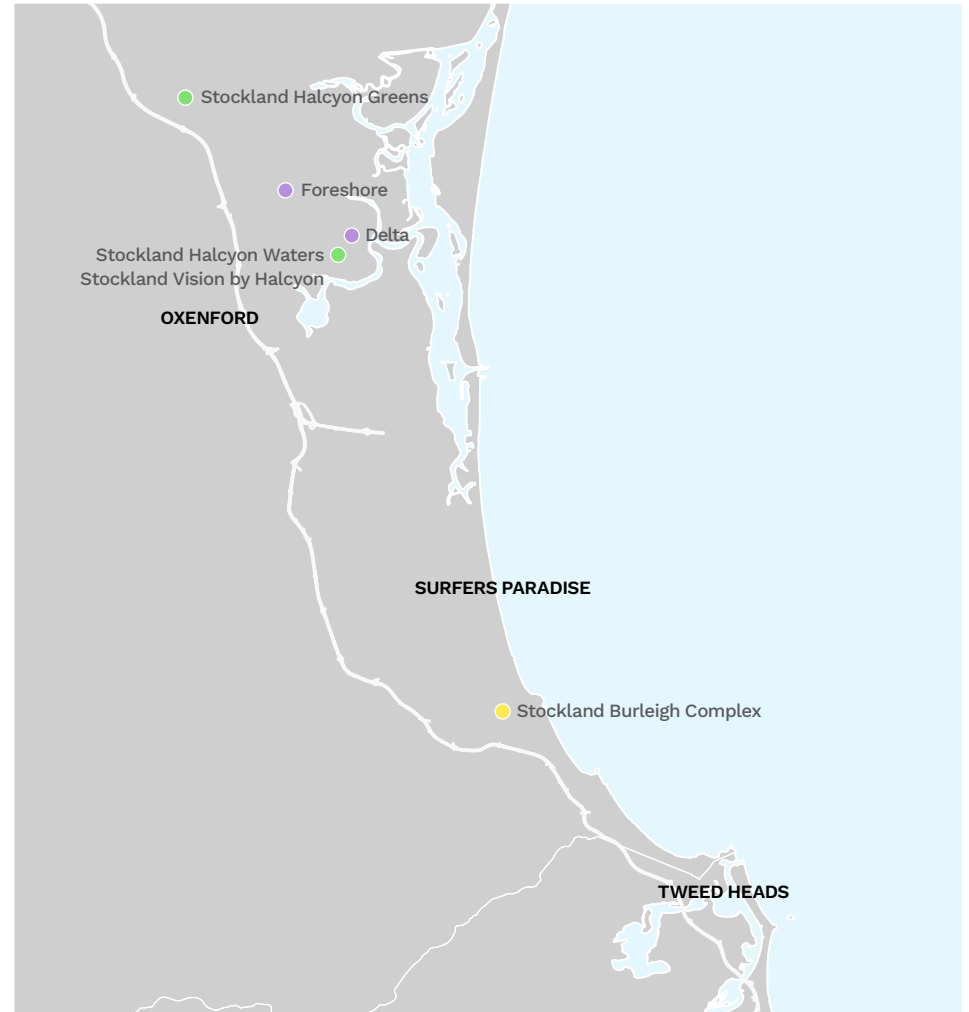 Stockland Halcyon Greens
Foreshore
Delta
Stockland Halcyon Waters
Stockland Vision by Halcyon
OXENFORD
SURFERS PARADISE
Stockland Burleigh Complex
TWEED HEADS